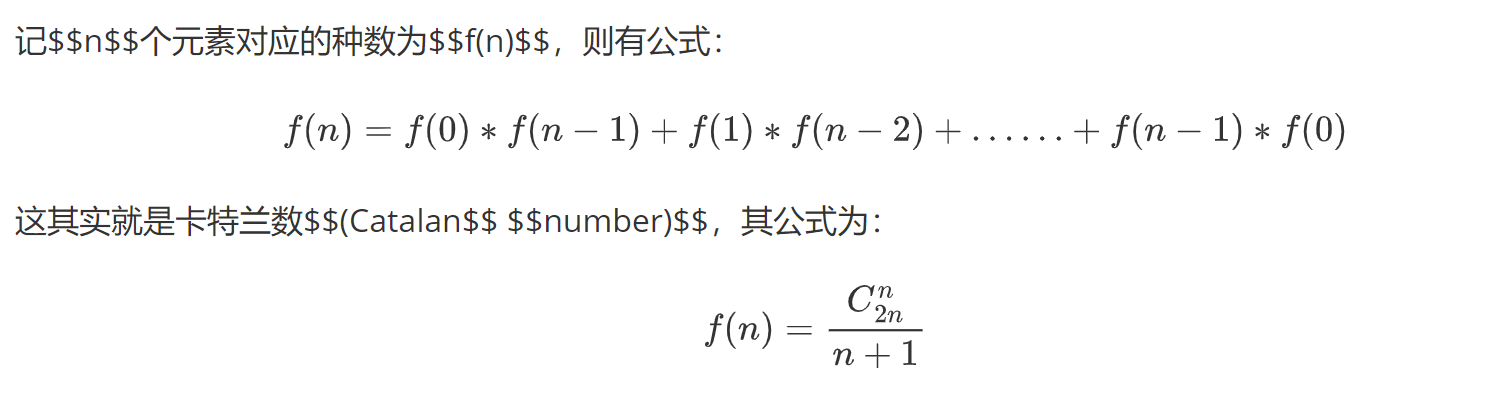 记$$n$$个元素对应的种数为$$f(n)$$，则有公式：
f(n) = f(0) ∗ f(n − 1) + f(1) ∗ f(n − 2) + . . . . . . + f(n − 1) ∗ f(0)
这其实就是卡特兰数$$(Catalan$$ $$number)$$，其公式为：
f(n) = \frac{C_{2n}^{n}}{n + 1}